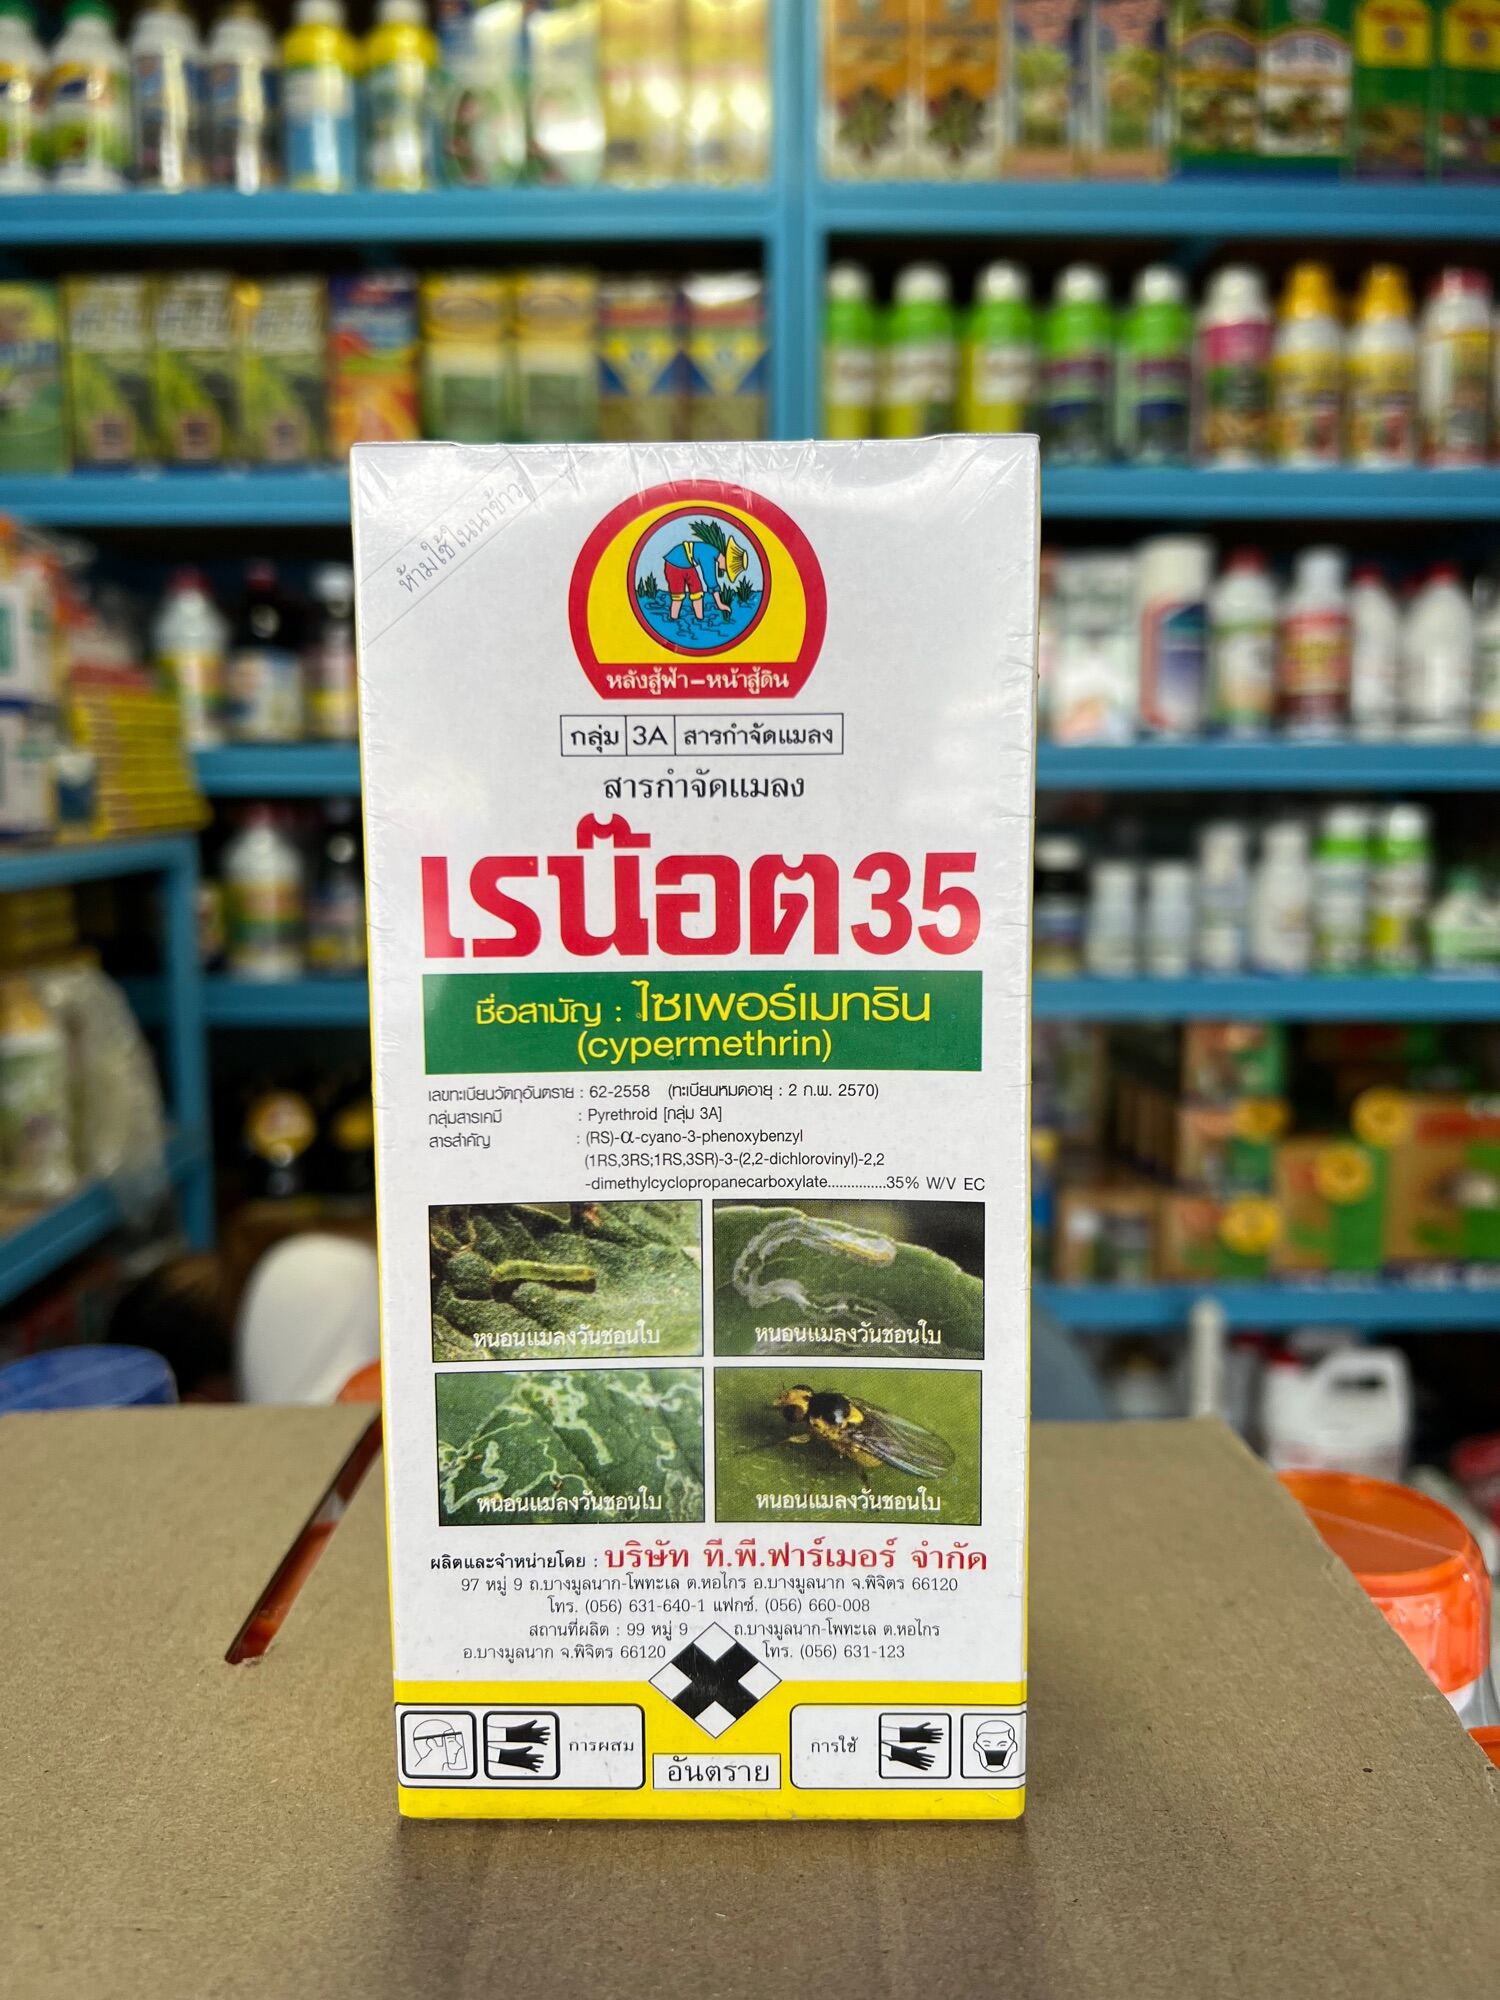 ห้ามใช้ในนาข้าว
หลังสู้ฟ้า-หน้าสู้ดิน
กลุ่ม 3A สารกำจัดแมลง
สารกำจัดแมลง
เรน๊อต35
ชื่อสามัญ : ไซเพอร์เมทริน
(cypermethrin)
เลขทะเบียนวัตถุอันตราย : 62-2558 (ทะเบียนหมดอายุ : 2 ก.พ. 2570)
กลุ่มสารเคมี : Pyrethroid [กลุ่ม 3A]
สารสำคัญ : (RS)-α-cyano-3-phenoxybenzyl
(1RS,3RS;1RS,3SR)-3-(2,2-dichlorovinyl)-2,2
-dimethylcyclopropanecarboxylate...............35% W/V EC
หนอนแมลงวันชอนใบ หนอนแมลงวันชอนใบ
หนอนแมลงวันชอนใบ หนอนแมลงวันชอนใบ
ผลิตและจำหน่ายโดย : บริษัท ที.พี.ฟาร์เมอร์ จำกัด
97 หมู่ 9 ถ.บางมูลนาก-โพทะเล ต.หอไกร อ.บางมูลนาก จ.พิจิตร 66120
โทร. (056) 631-640-1 แฟกซ์. (056) 660-008
สถานที่ผลิต : 99 หมู่ 9 ถ.บางมูลนาก-โพทะเล ต.หอไกร
อ.บางมูลนาก จ.พิจิตร 66120 โทร. (056) 631-123
การผสม อันตราย การใช้